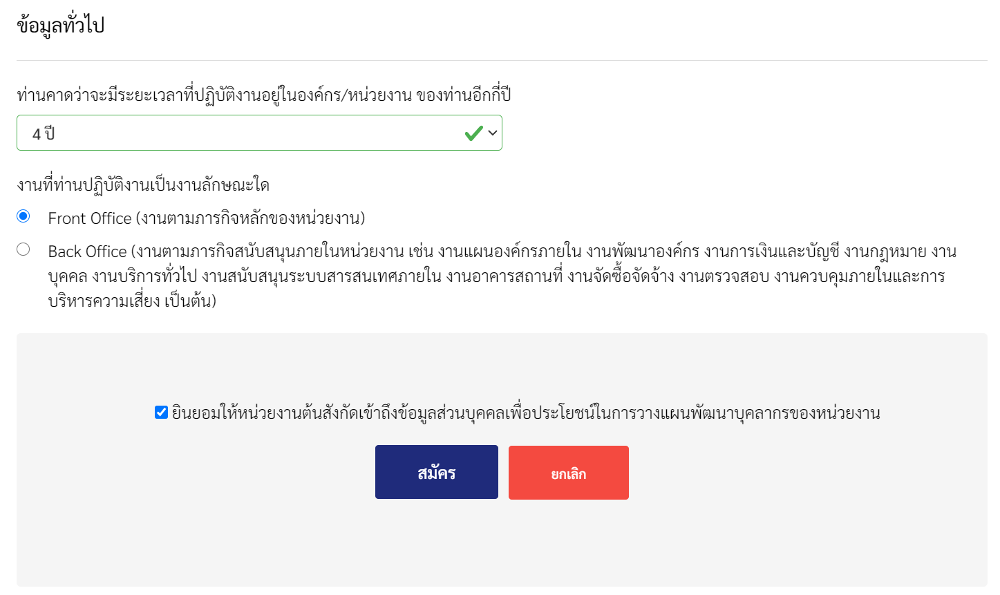 ข้อมูลทั่วไป
ท่านคาดว่าจะมีระยะเวลาที่ปฏิบัติงานอยู่ในองค์กร/หน่วยงาน ของท่านอีกกี่ปี
4 ปี
งานที่ท่านปฏิบัติงานเป็นงานลักษณะใด
Front Office (งานตามภารกิจหลักของหน่วยงาน)
Back Office (งานตามภารกิจสนับสนุนภายในหน่วยงาน เช่น งานแผนองค์กรภายใน งานพัฒนาองค์กร งานการเงินและบัญชี งานกฎหมาย งาน
บุคคล งานบริการทั่วไป งานสนับสนุนระบบสารสนเทศภายใน งานอาคารสถานที่ งานจัดซื้อจัดจ้าง งานตรวจสอบ งานควบคุมภายในและการ
บริหารความเสี่ยง เป็นต้น)
ยินยอมให้หน่วยงานต้นสังกัดเข้าถึงข้อมูลส่วนบุคคลเพื่อประโยชน์ในการวางแผนพัฒนาบุคลากรของหน่วยงาน
สมัคร
ยกเลิก